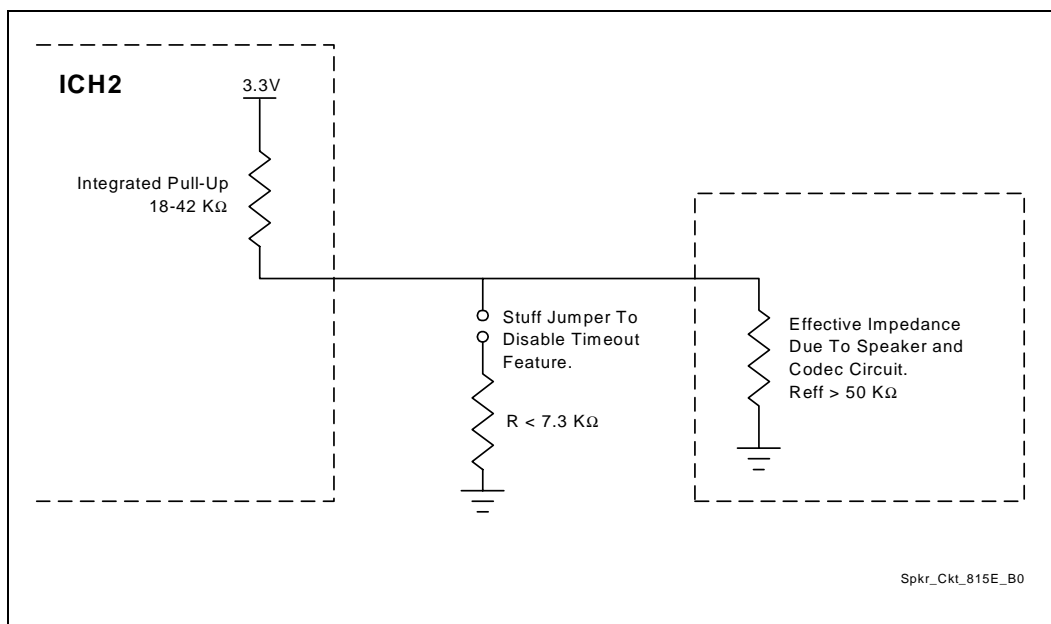 ICH2
3.3V
Integrated Pull-Up
18-42 KΩ
Stuff Jumper To
Disable Timeout
Feature.
R < 7.3 KΩ
Effective Impedance
Due To Speaker and
Codec Circuit.
Reff > 50 KΩ
Spkr_Ckt_815E_B0